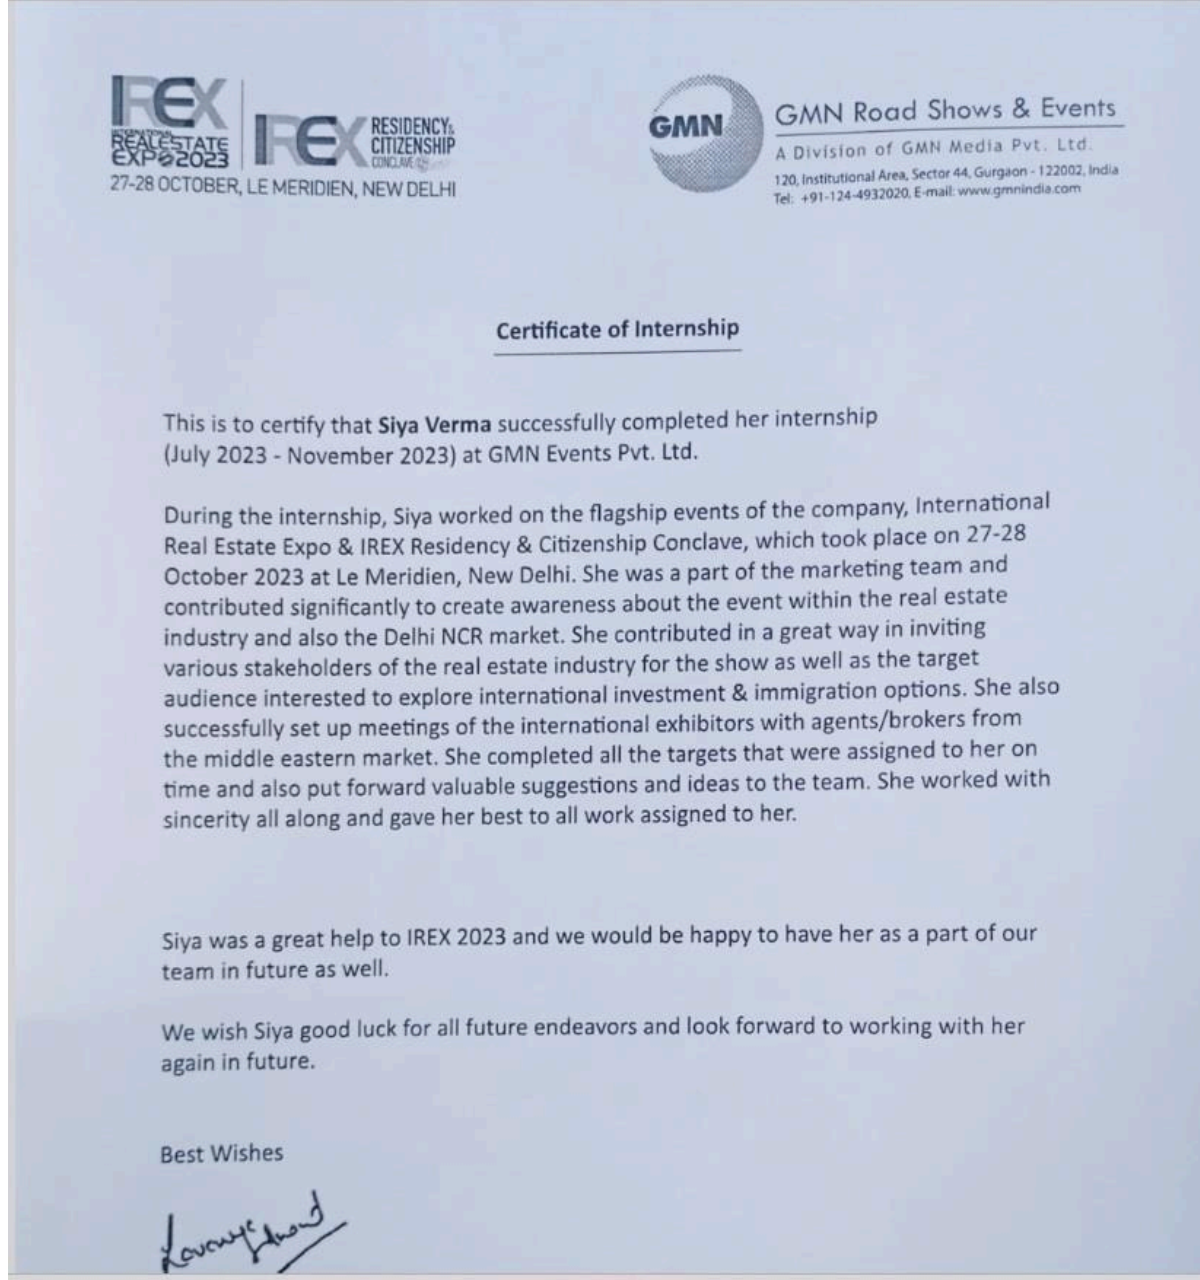 IREX
INTERNATIONAL
REAL ESTATE
EXPO 2023
IREX
RESIDENCY &
CITIZENSHIP
CONCLAVE
27-28 OCTOBER, LE MERIDIEN, NEW DELHI
GMN
GMN Road Shows & Events
A Division of GMN Media Pvt. Ltd.
120, Institutional Area, Sector 44, Gurgaon - 122002, India
Tel: +91-124-4932020, E-mail: www.gmnindia.com
Certificate of Internship
This is to certify that Siya Verma successfully completed her internship
(July 2023 - November 2023) at GMN Events Pvt. Ltd.
During the internship, Siya worked on the flagship events of the company, International
Real Estate Expo & IREX Residency & Citizenship Conclave, which took place on 27-28
October 2023 at Le Meridien, New Delhi. She was a part of the marketing team and
contributed significantly to create awareness about the event within the real estate
industry and also the Delhi NCR market. She contributed in a great way in inviting
various stakeholders of the real estate industry for the show as well as the target
audience interested to explore international investment & immigration options. She also
successfully set up meetings of the international exhibitors with agents/brokers from
the middle eastern market. She completed all the targets that were assigned to her on
time and also put forward valuable suggestions and ideas to the team. She worked with
sincerity all along and gave her best to all work assigned to her.
Siya was a great help to IREX 2023 and we would be happy to have her as a part of our
team in future as well.
We wish Siya good luck for all future endeavors and look forward to working with her
again in future.
Best Wishes